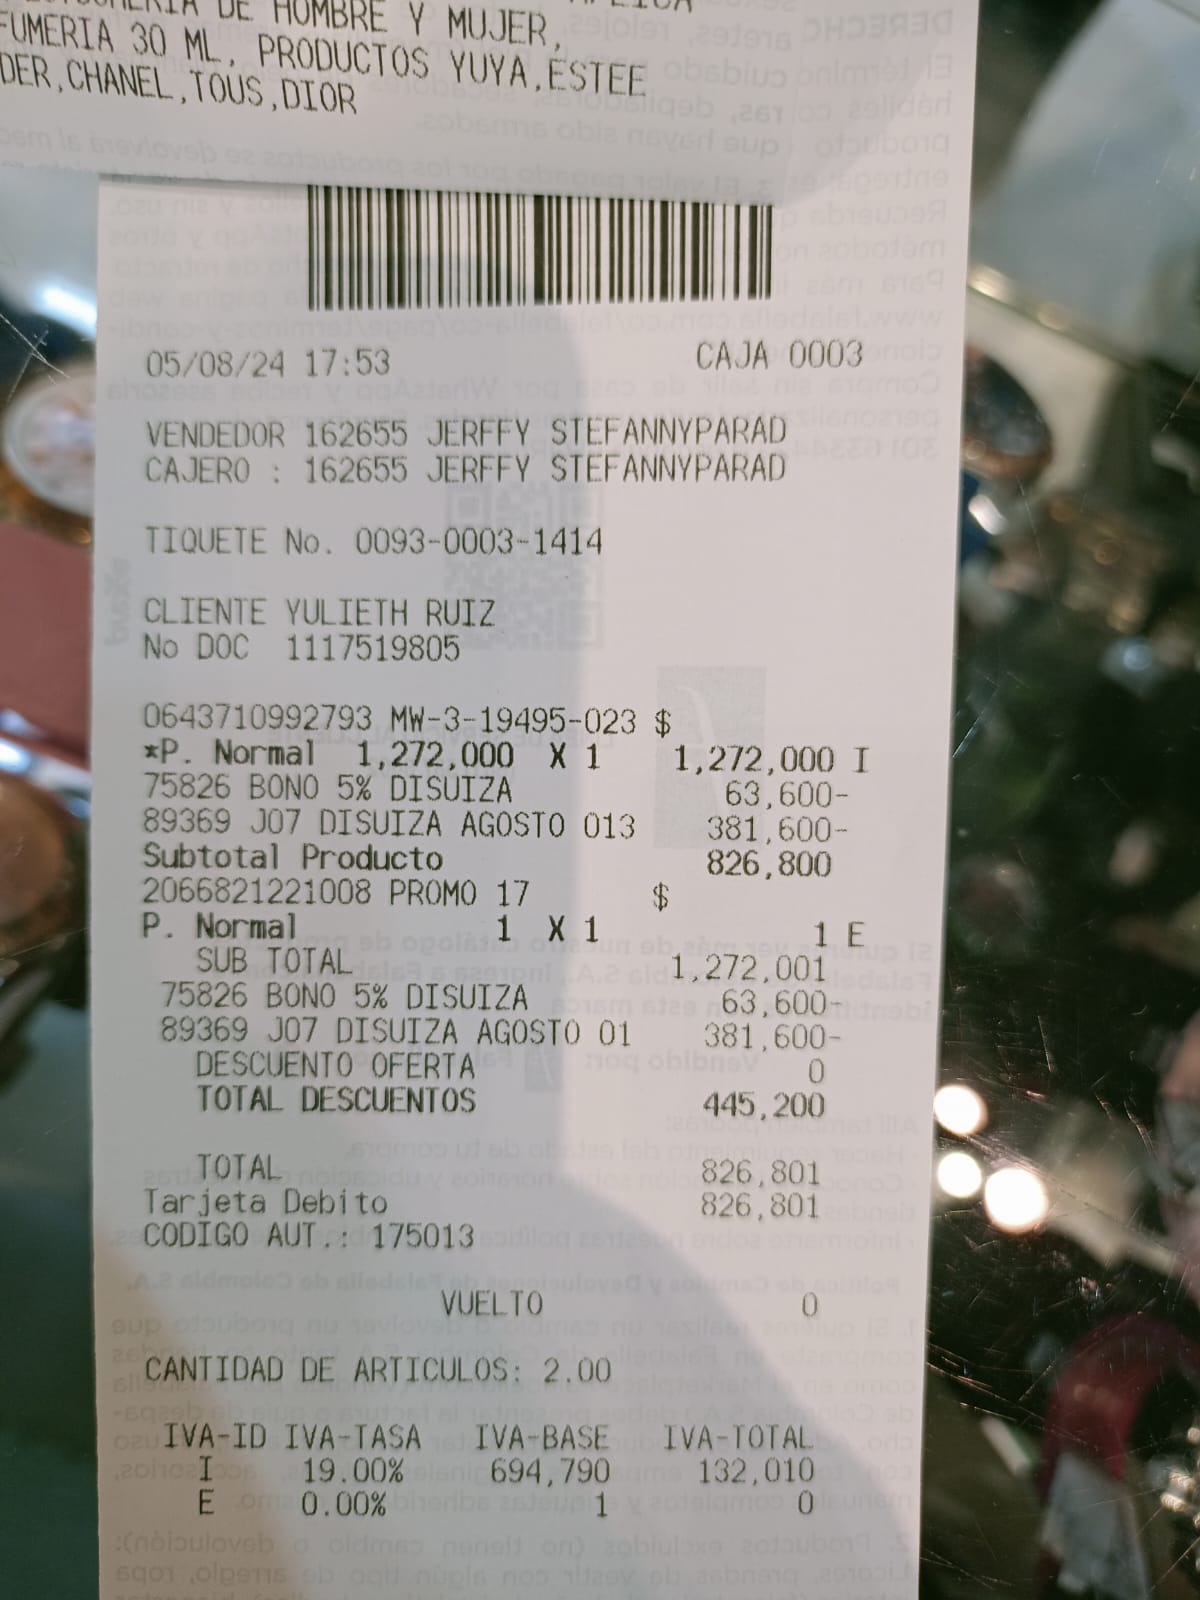 DE HOMBRE Y MUJER,
FUMERIA 30 ML, PRODUCTOS YUYA,ESTEE
DER,CHANEL,TOUS,DIOR
05/08/24 17:53 CAJA 0003
VENDEDOR 162655 JERFFY STEFANNYPARAD
CAJERO : 162655 JERFFY STEFANNYPARAD
TIQUETE No. 0093-0003-1414
CLIENTE YULIETH RUIZ
No DOC 1117519805
0643710992793 MW-3-19495-023 $
*P. Normal 1,272,000 X 1 1,272,000 I
75826 BONO 5% DISUIZA 63,600-
89369 J07 DISUIZA AGOSTO 013 381,600-
Subtotal Producto 826,800
2066821221008 PROMO 17 $
P. Normal 1 X 1 1 E
SUB TOTAL 1,272,001
75826 BONO 5% DISUIZA 63,600-
89369 J07 DISUIZA AGOSTO 01 381,600-
DESCUENTO OFERTA 0
TOTAL DESCUENTOS 445,200
TOTAL 826,801
Tarjeta Debito 826,801
CODIGO AUT.: 175013
VUELTO 0
CANTIDAD DE ARTICULOS: 2.00
IVA-ID IVA-TASA IVA-BASE IVA-TOTAL
I 19.00% 694,790 132,010
E 0.00% 1 0